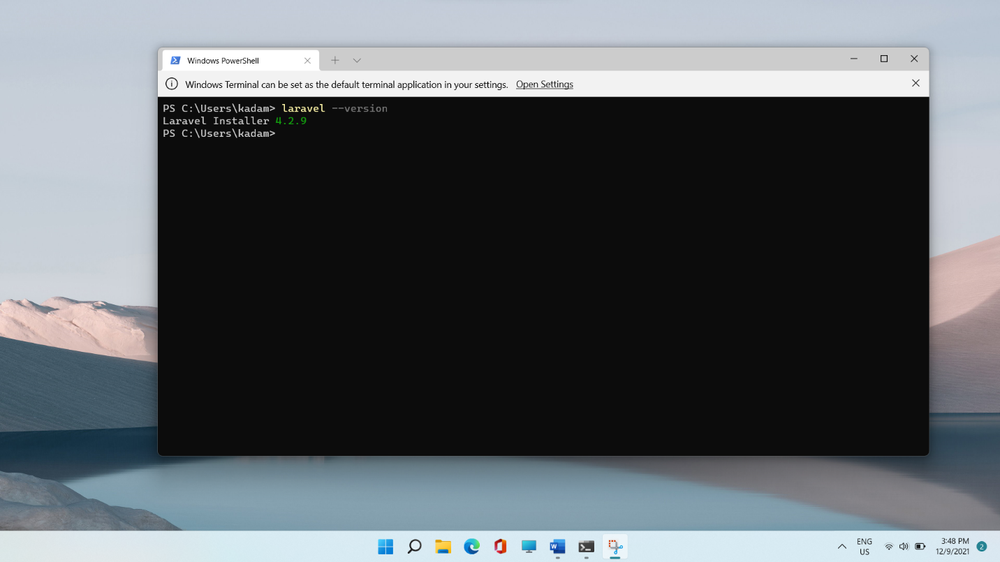 Windows PowerShell
Windows Terminal can be set as the default terminal application in your settings. Open Settings
PS C:\Users\kadam> laravel --version
Laravel Installer 4.2.9
PS C:\Users\kadam>
ENG
US
3:48 PM
12/9/2021
2